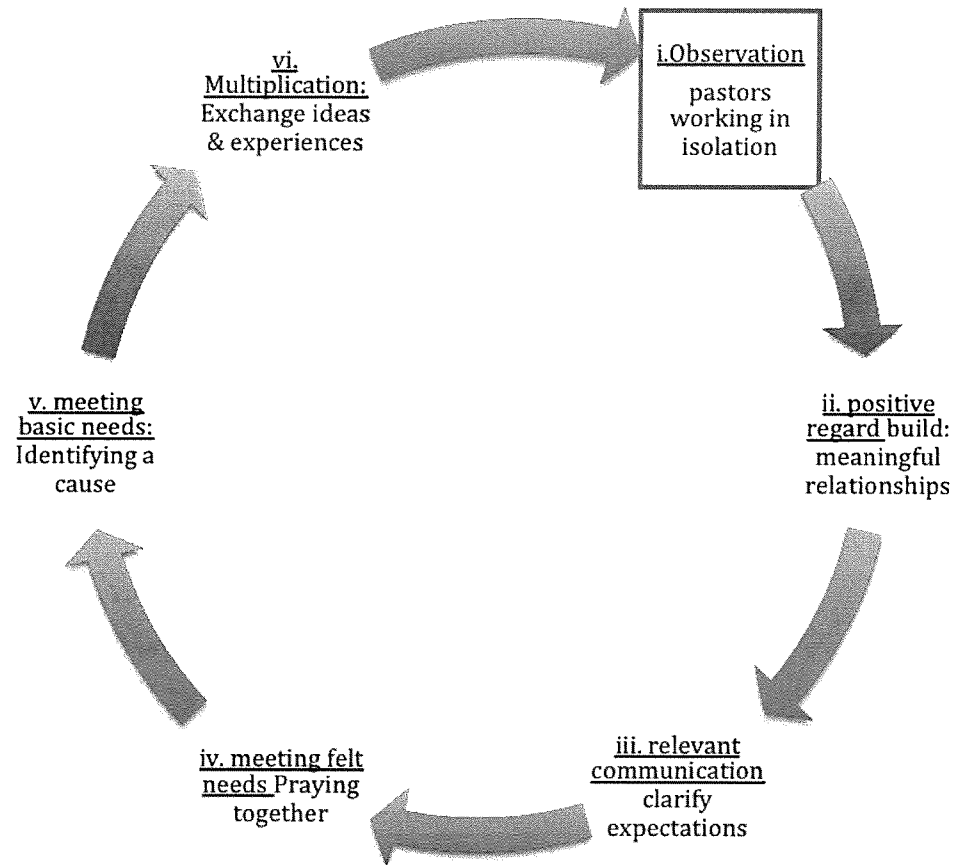 i.Observation
pastors
working in
isolation
ii. positive
regard build:
meaningful
relationships
iii. relevant
communication
clarify
expectations
iv. meeting felt
needs Praying
together
v. meeting
basic needs:
Identifying a
cause
vi.
Multiplication:
Exchange ideas
& experiences